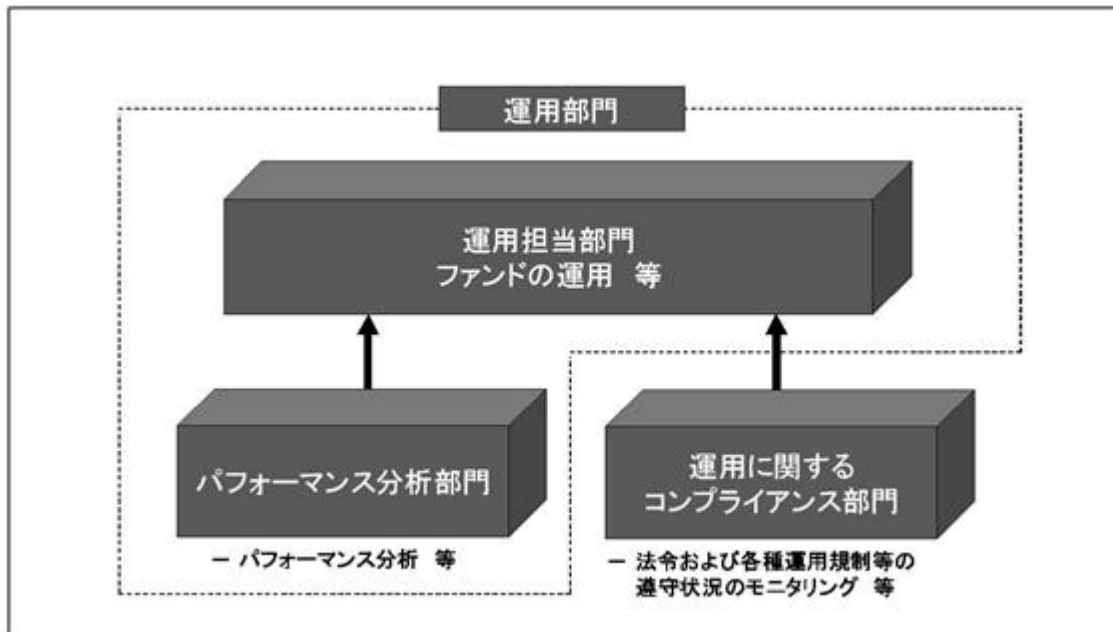 運用部門
運用担当部門
ファンドの運用　等
パフォーマンス分析部門
－ パフォーマンス分析　等
運用に関する
コンプライアンス部門
－ 法令および各種運用規制等の
遵守状況のモニタリング　等